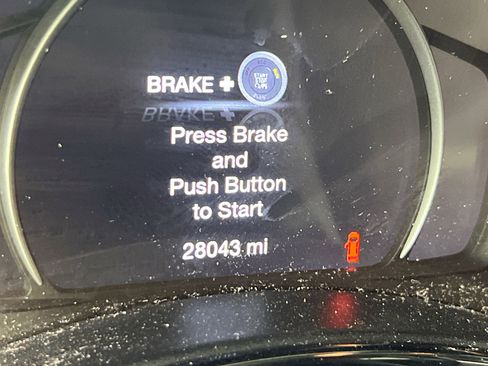 BRAKE +
START
STOP
Press Brake
and
Push Button
to Start
28043 mi